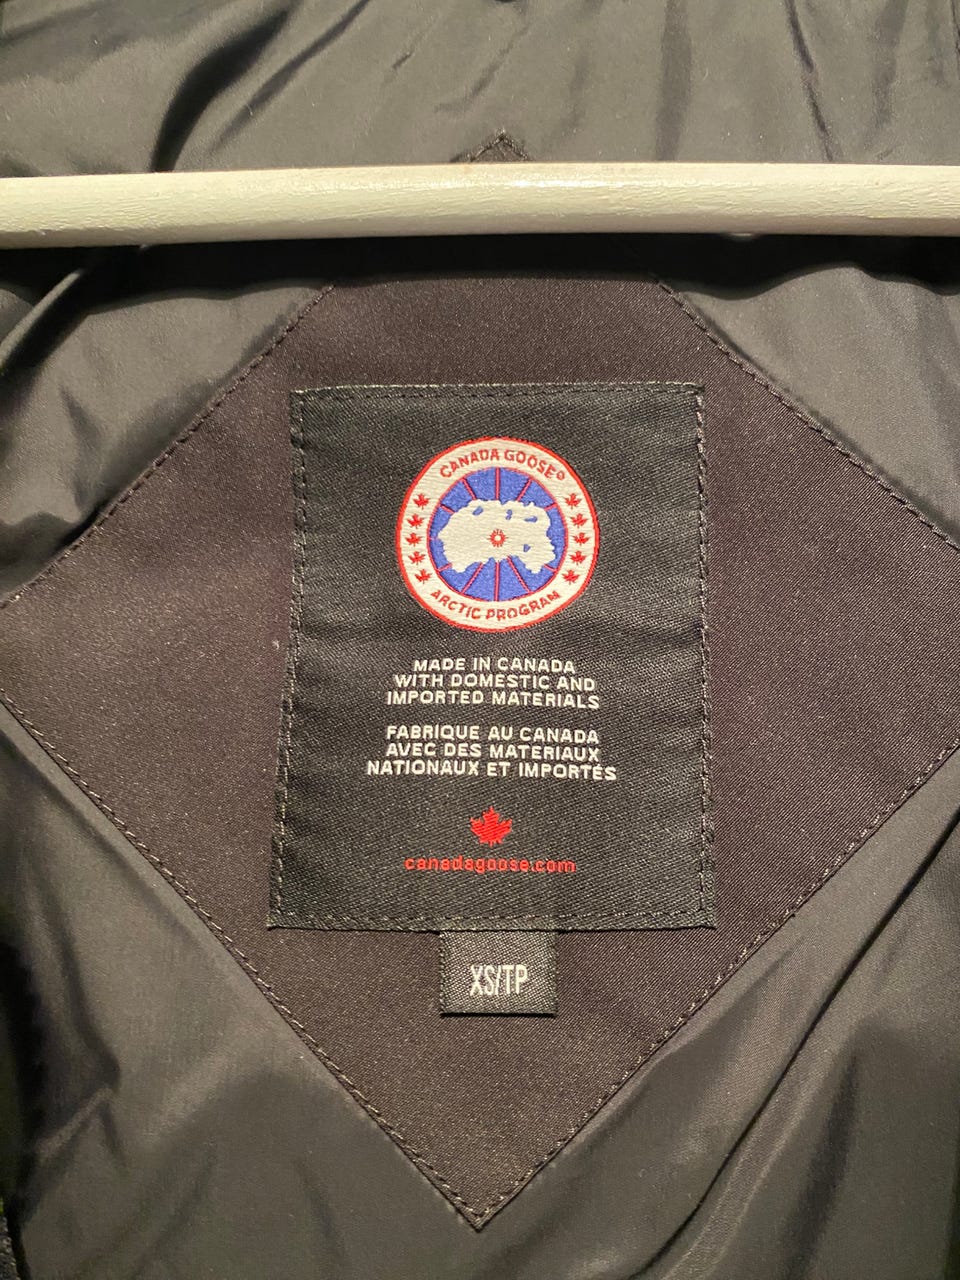 CANADA GOOSE®
ARCTIC PROGRAM
MADE IN CANADA
WITH DOMESTIC AND
IMPORTED MATERIALS
FABRIQUE AU CANADA
AVEC DES MATERIAUX
NATIONAUX ET IMPORTÉS
canadagoose.com
XS/TP